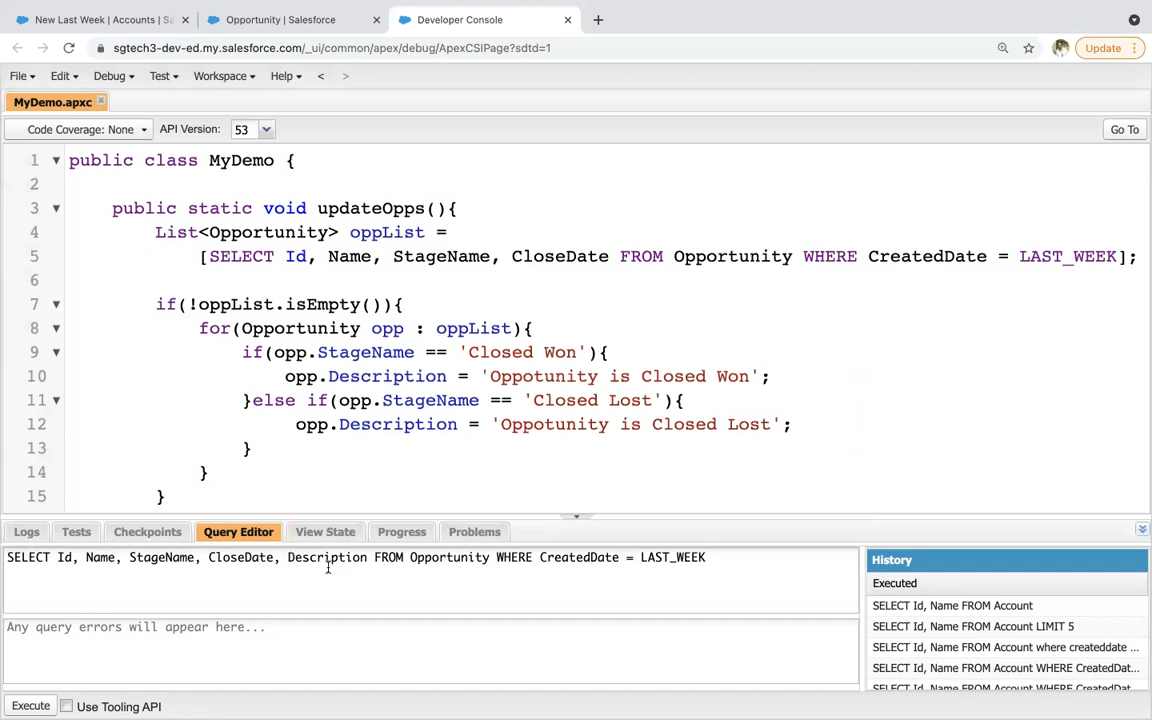 New Last Week | Accounts | Sa
Opportunity | Salesforce
Developer Console
sgtech3-dev-ed.my.salesforce.com/_ui/common/apex/debug/ApexCSIPage?sdtd=1
Update
File Edit Debug Test Workspace Help < >
MyDemo.apxc
Code Coverage: None API Version: 53 Go To
1 public class MyDemo {
2
3 public static void updateOpps(){
4 List<Opportunity> oppList =
5 [SELECT Id, Name, StageName, CloseDate FROM Opportunity WHERE CreatedDate = LAST_WEEK];
6
7 if(!oppList.isEmpty()){
8 for(Opportunity opp : oppList){
9 if(opp.StageName == 'Closed Won'){
10 opp.Description = 'Oppotunity is Closed Won';
11 }else if(opp.StageName == 'Closed Lost'){
12 opp.Description = 'Oppotunity is Closed Lost';
13 }
14 }
15 }
Logs Tests Checkpoints Query Editor View State Progress Problems
SELECT Id, Name, StageName, CloseDate, Description FROM Opportunity WHERE CreatedDate = LAST_WEEK
Any query errors will appear here...
History
Executed
SELECT Id, Name FROM Account
SELECT Id, Name FROM Account LIMIT 5
SELECT Id, Name FROM Account where createddate ...
SELECT Id, Name FROM Account WHERE CreatedDat...
SELECT Id, Name FROM Account WHERE CreatedDat...
Execute Use Tooling API